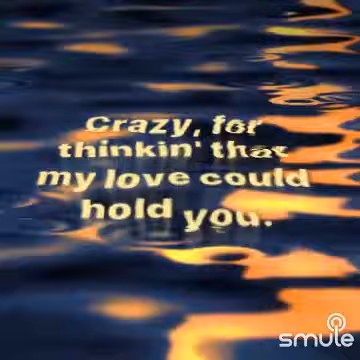 Crazy, for
thinkin' that
my love could
hold you.
smule